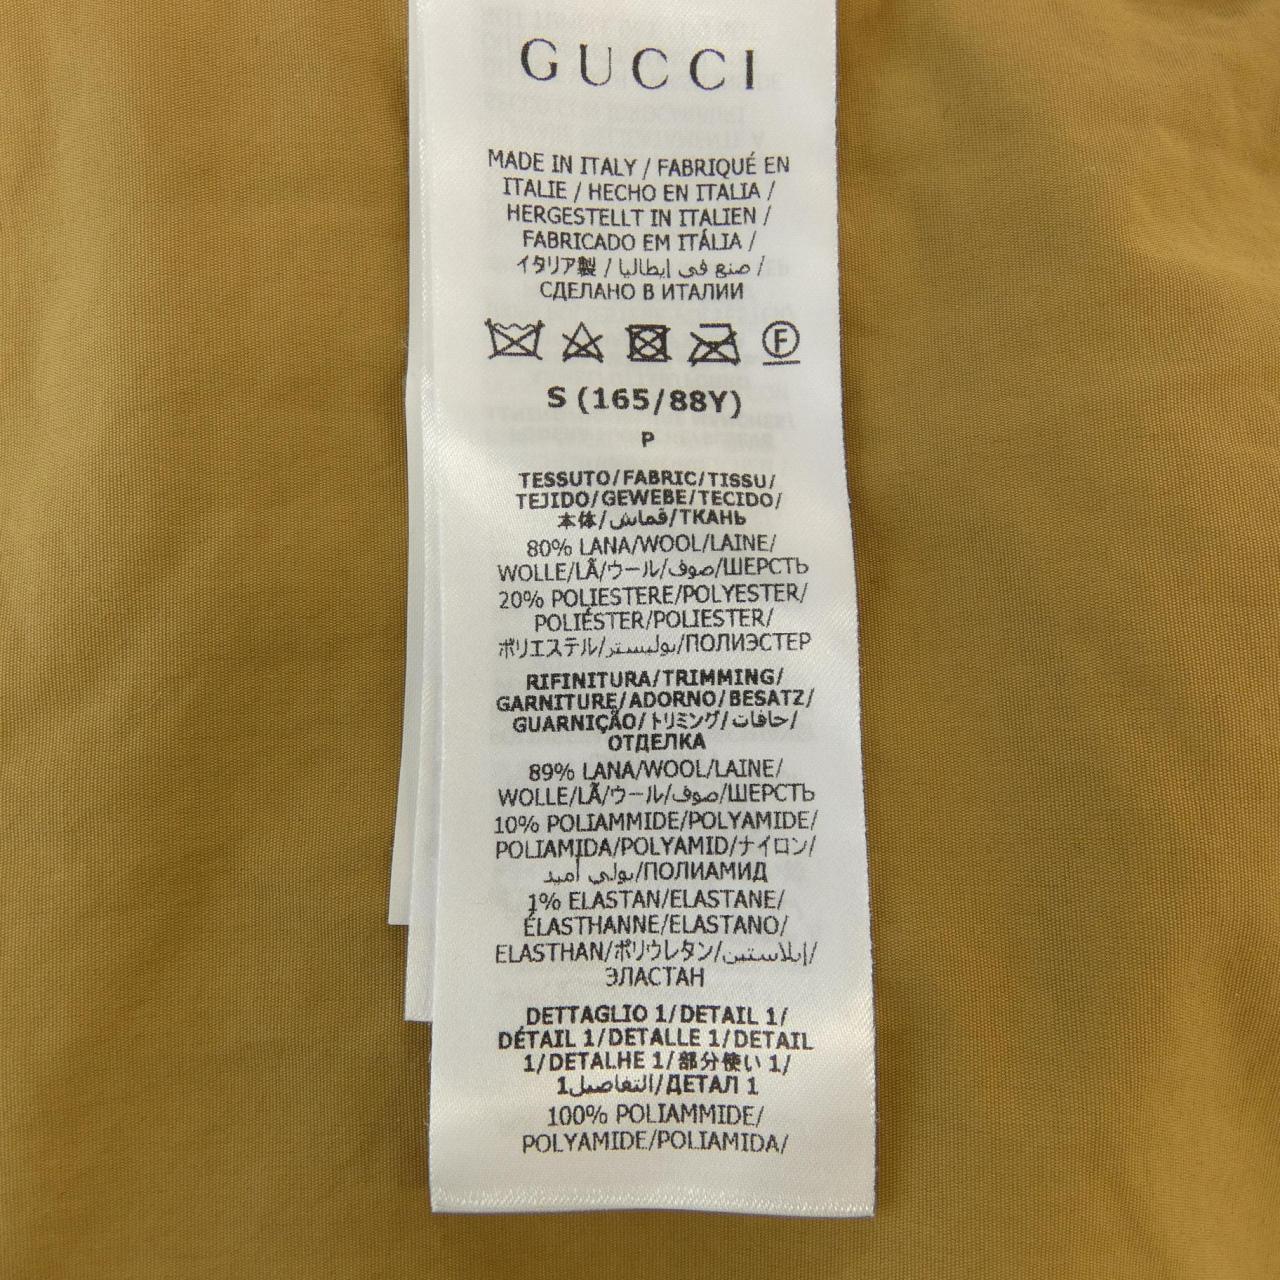 GUCCI
MADE IN ITALY / FABRIQUÉ EN
ITALIE / HECHO EN ITALIA /
HERGESTELLT IN ITALIEN /
FABRICADO EM ITÁLIA /
イタリア製 / صنع في إيطاليا /
СДЕЛАНО В ИТАЛИИ
F
S (165/88Y)
P
TESSUTO/FABRIC/TISSU/
TEJIDO/GEWEBE/TECIDO/
本体/قماش/ТКАНЬ
80% LANA/WOOL/LAINE/
WOLLE/LÃ/ウール/صوف/ШЕРСТЬ
20% POLIESTERE/POLYESTER/
POLIÉSTER/POLIESTER/
ポリエステル/بوليستر/ПОЛИЭСТЕР
RIFINITURA/TRIMMING/
GARNITURE/ADORNO/BESATZ/
GUARNIÇÃO/トリミング/حافات/
ОТДЕЛКА
89% LANA/WOOL/LAINE/
WOLLE/LÃ/ウール/صوف/ШЕРСТЬ
10% POLIAMMIDE/POLYAMIDE/
POLIAMIDA/POLYAMID/ナイロン/
بولي أميد/ПОЛИАМИД
1% ELASTAN/ELASTANE/
ÉLASTHANNE/ELASTANO/
ELASTHAN/ポリウレタン/إيلاستين/
ЭЛАСТАН
DETTAGLIO 1/DETAIL 1/
DÉTAIL 1/DETALLE 1/DETAIL
1/DETALHE 1/部分使い 1/
التفاصيل1/ДЕТАЛ 1
100% POLIAMMIDE/
POLYAMIDE/POLIAMIDA/